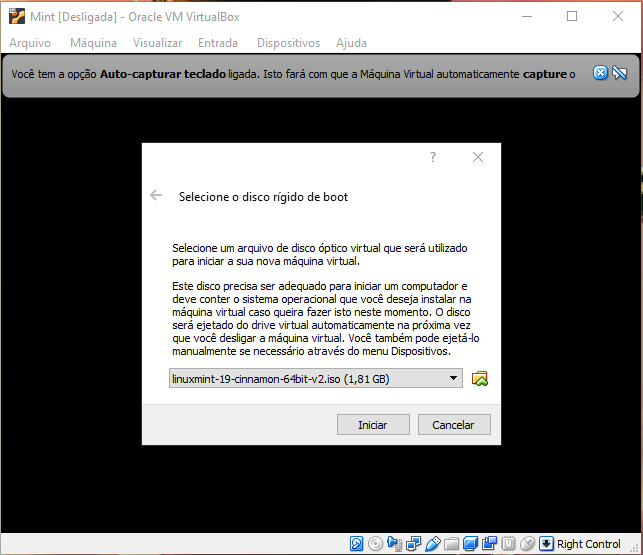 Mint [Desligada] - Oracle VM VirtualBox
Arquivo Máquina Visualizar Entrada Dispositivos Ajuda
Você tem a opção Auto-capturar teclado ligada. Isto fará com que a Máquina Virtual automaticamente capture o
?
Selecione o disco rígido de boot
Selecione um arquivo de disco óptico virtual que será utilizado
para iniciar a sua nova máquina virtual.
Este disco precisa ser adequado para iniciar um computador e
deve conter o sistema operacional que você deseja instalar na
máquina virtual caso queira fazer isto neste momento. O disco
será ejetado do drive virtual automaticamente na próxima vez
que você desligar a máquina virtual. Você também pode ejetá-lo
manualmente se necessário através do menu Dispositivos.
linuxmint-19-cinnamon-64bit-v2.iso (1,81 GB)
Iniciar Cancelar
Right Control